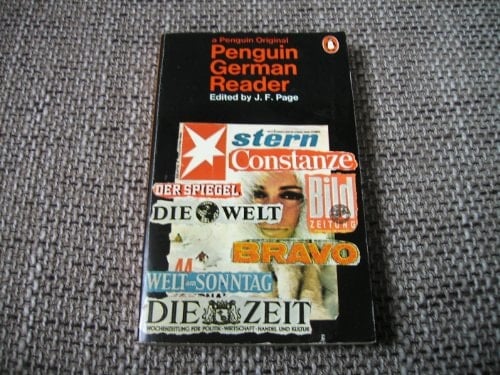 a Penguin Original
Penguin
German
Reader
Edited by J. F. Page
stern
Constanze
DER SPIEGEL
Bild
ZEITUNG
DIE WELT
BRAVO
WELT am SONNTAG
DIE ZEIT
WOCHENZEITUNG FÜR POLITIK · WIRTSCHAFT · HANDEL UND KULTUR